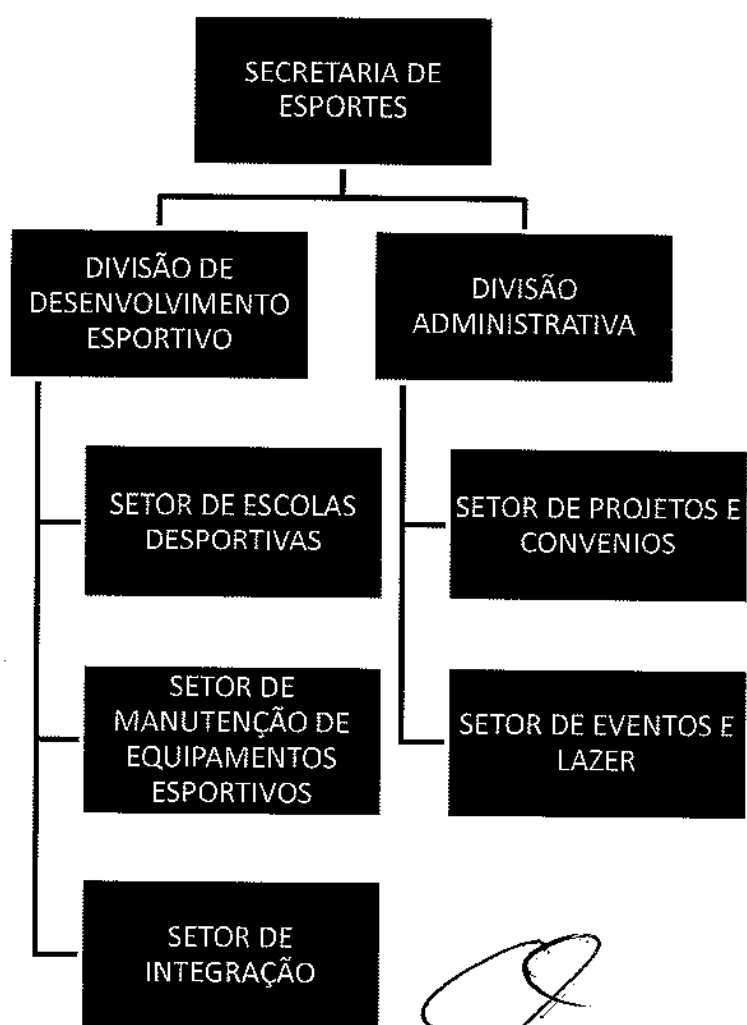 SECRETARIA DE
ESPORTES
DIVISÃO DE
DESENVOLVIMENTO
ESPORTIVO
DIVISÃO
ADMINISTRATIVA
SETOR DE ESCOLAS
DESPORTIVAS
SETOR DE PROJETOS E
CONVENIOS
SETOR DE
MANUTENÇÃO DE
EQUIPAMENTOS
ESPORTIVOS
SETOR DE EVENTOS E
LAZER
SETOR DE
INTEGRAÇÃO